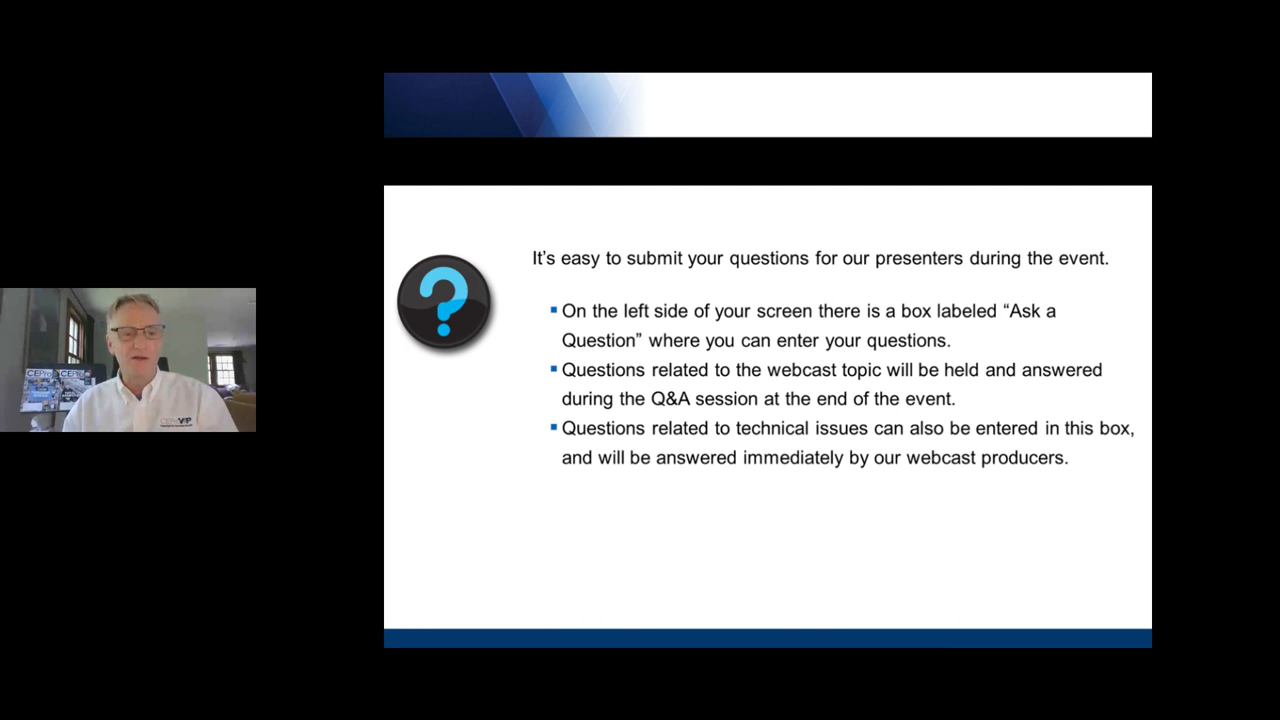 It’s easy to submit your questions for our presenters during the event.
▪ On the left side of your screen there is a box labeled “Ask a
Question” where you can enter your questions.
▪ Questions related to the webcast topic will be held and answered
during the Q&A session at the end of the event.
▪ Questions related to technical issues can also be entered in this box,
and will be answered immediately by our webcast producers.
CEPro
CEPro